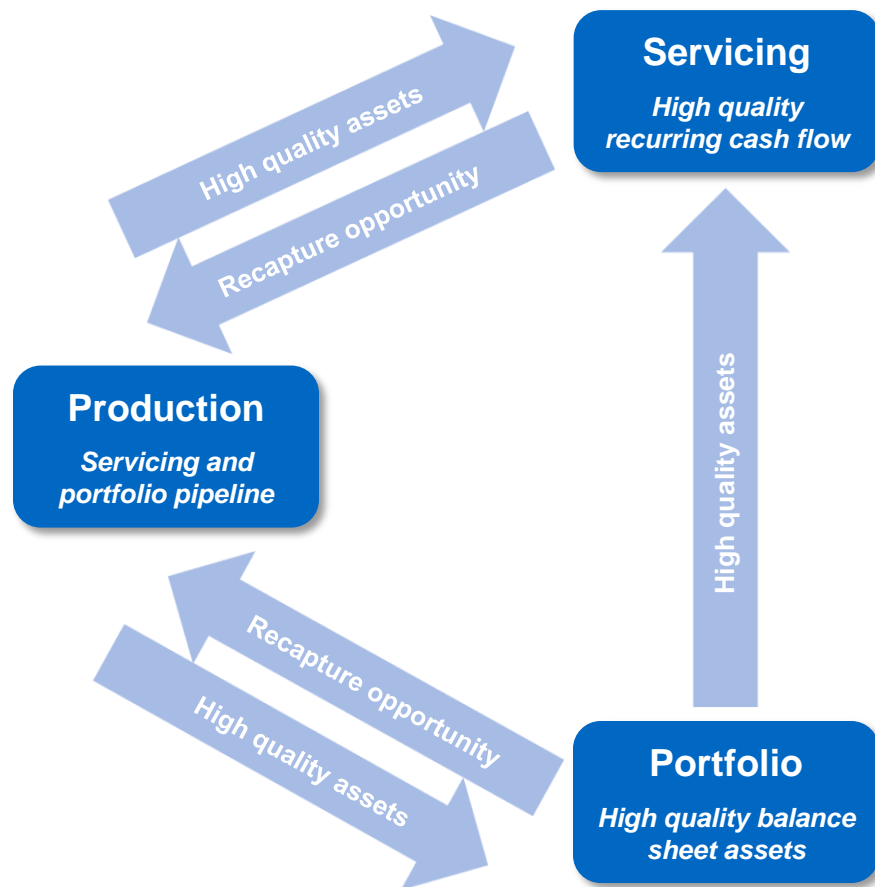 Servicing
High quality
recurring cash flow
High quality assets
Recapture opportunity
Production
Servicing and
portfolio pipeline
High quality assets
Recapture opportunity
High quality assets
Portfolio
High quality balance
sheet assets